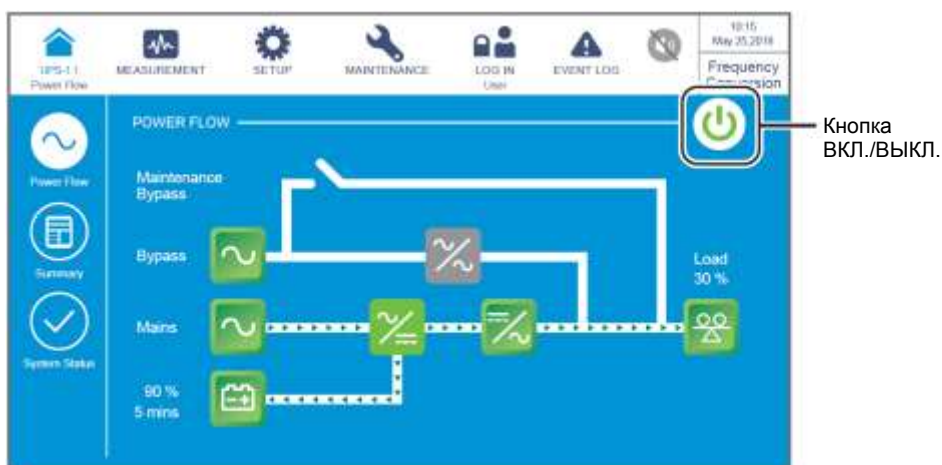 10:15
May 25,2018
UPS-1 1
Power Flow
MEASUREMENT
SETUP
MAINTENANCE
LOG IN
User
EVENT LOG
Frequency
Conversion
POWER FLOW
Кнопка
ВКЛ./ВЫКЛ.
Power Flow
Maintenance
Bypass
Bypass
Load
30 %
Summary
Mains
System Status
90 %
5 mins